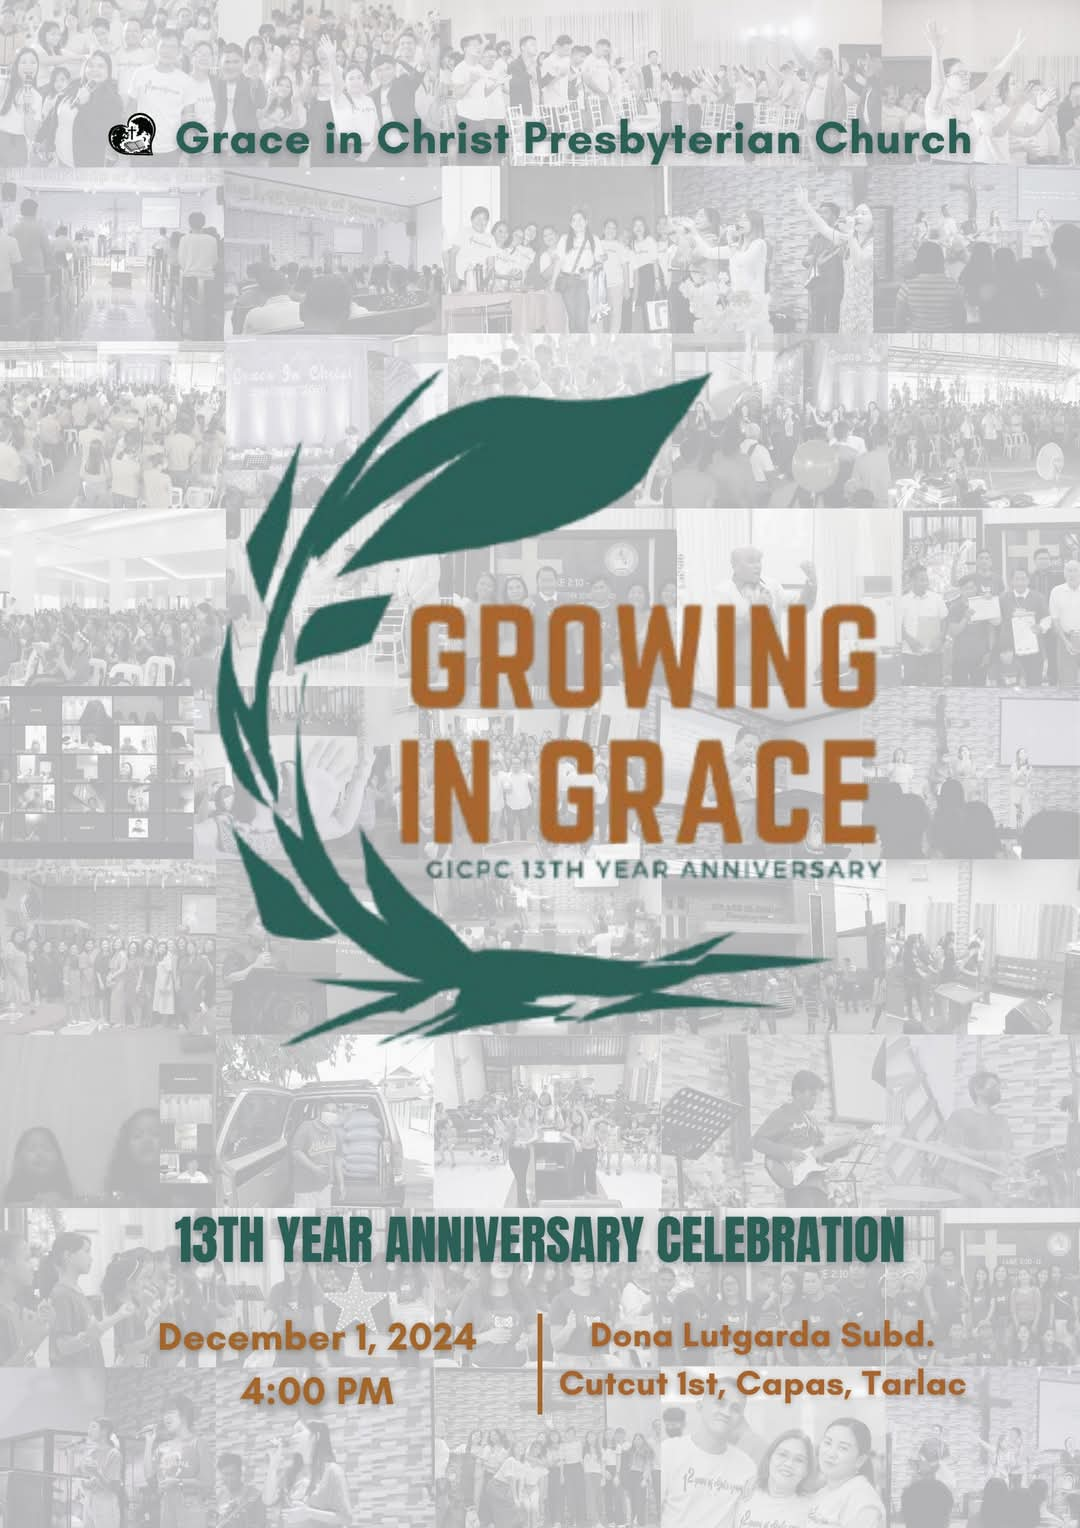 Grace in Christ Presbyterian Church
GROWING
IN GRACE
GICPC 13TH YEAR ANNIVERSARY
13TH YEAR ANNIVERSARY CELEBRATION
December 1, 2024
4:00 PM
Dona Lutgarda Subd.
Cutcut 1st, Capas, Tarlac